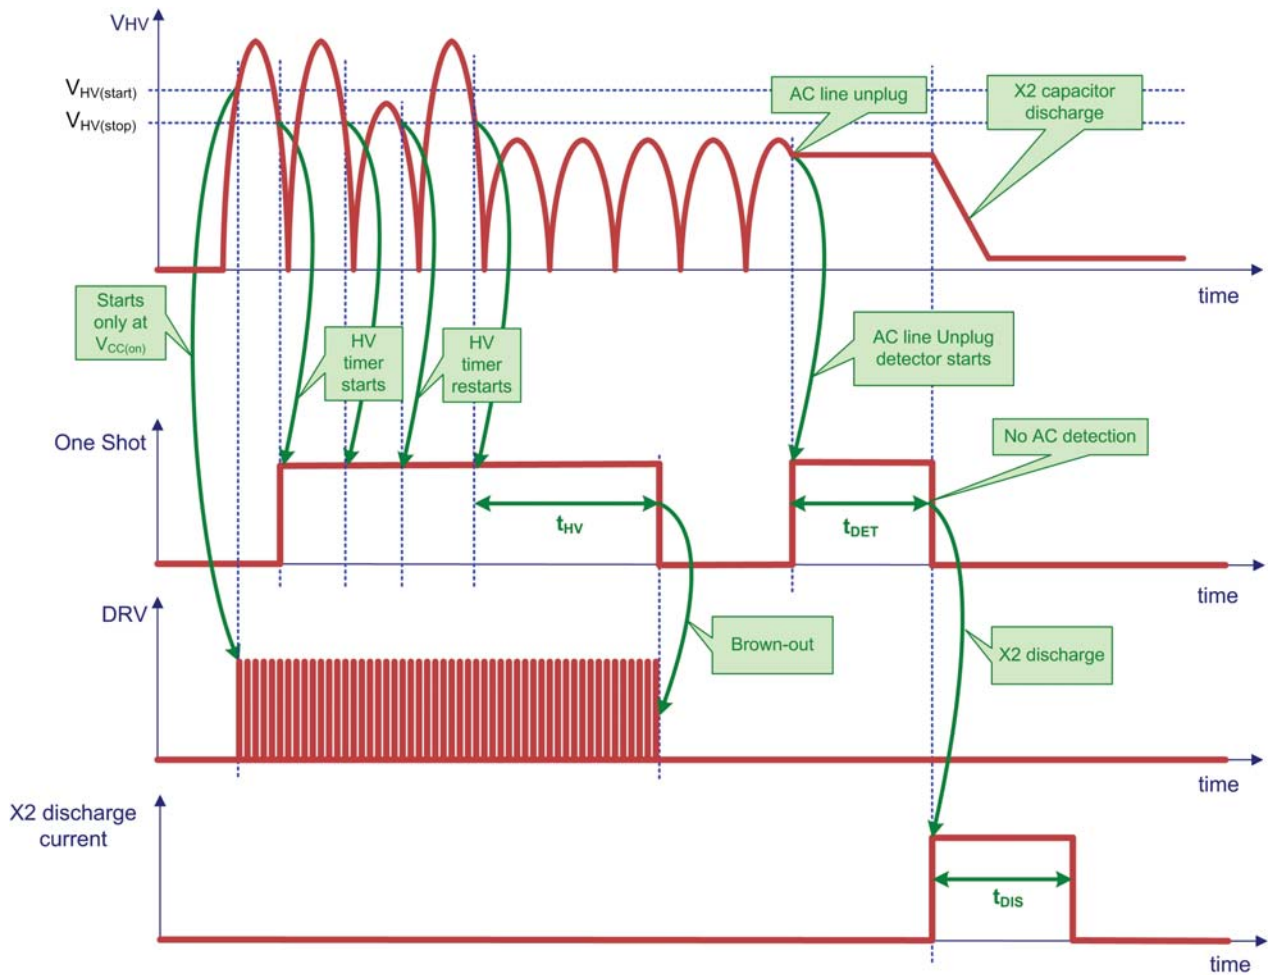 VHV
VHV(start)
VHV(stop)
AC line unplug
X2 capacitor
discharge
time
Starts
only at
VCC(on)
HV
timer
starts
HV
timer
restarts
AC line Unplug
detector starts
One Shot
No AC detection
tHV
tDET
time
DRV
Brown-out
X2 discharge
time
X2 discharge
current
tDIS
time